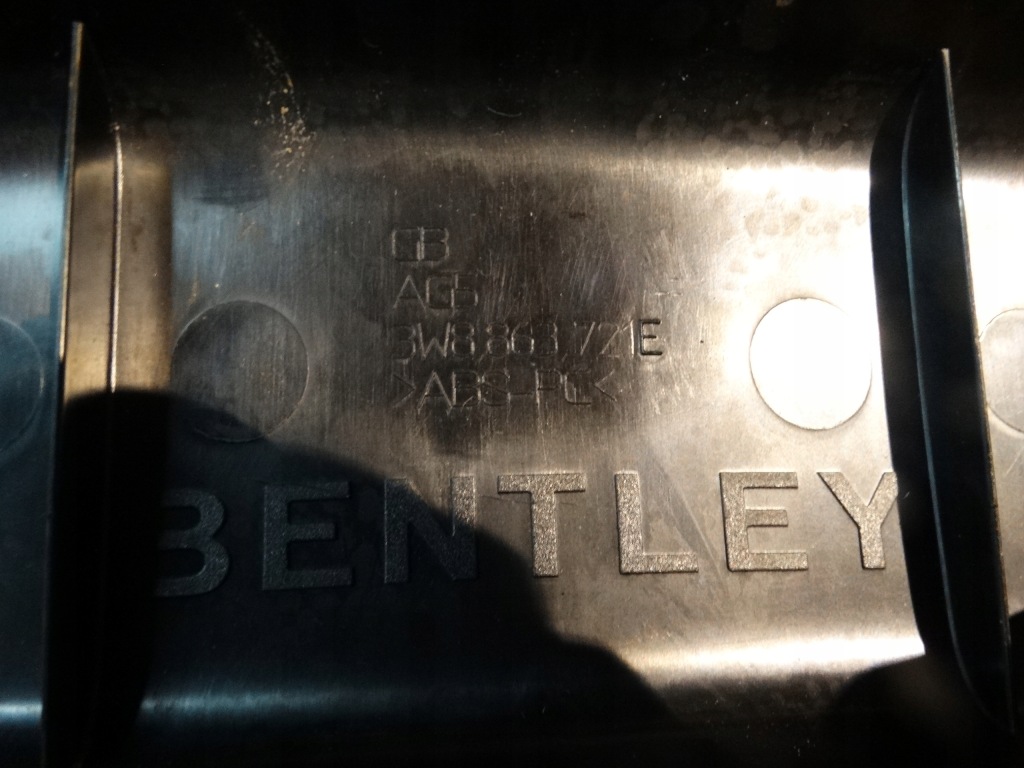 GB
AG5
3W8.863.721E
>ABS-PC<
BENTLEY